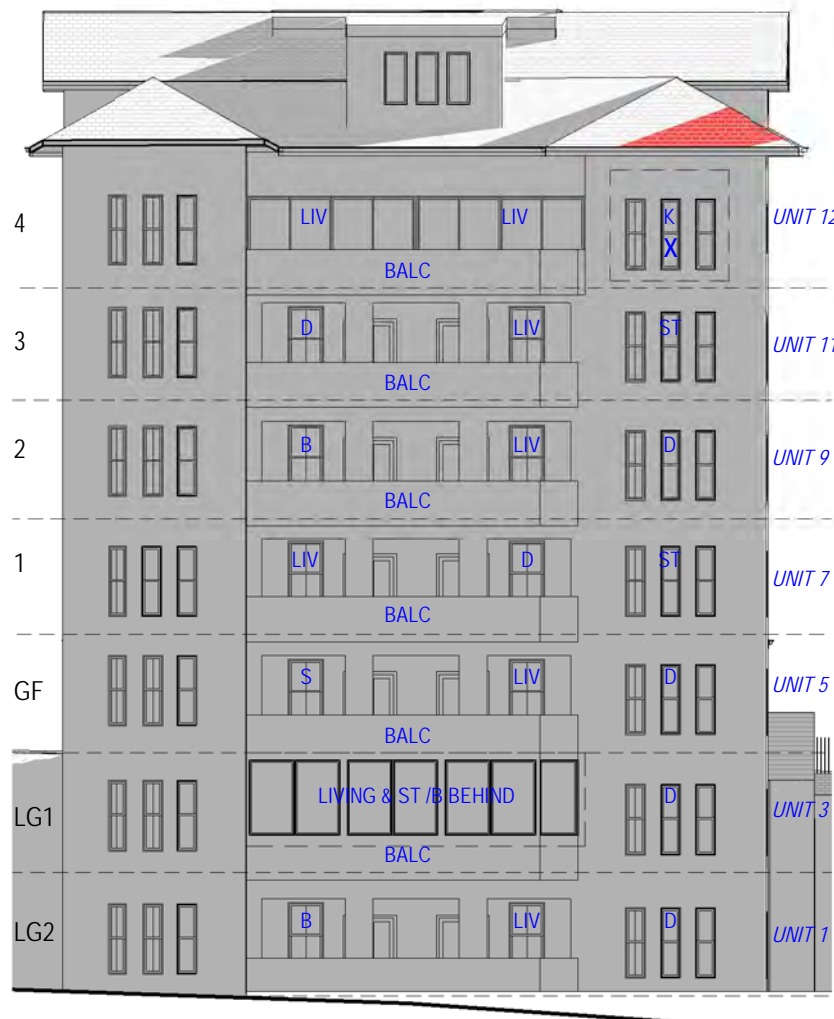 4 LIV LIV K UNIT 12
X
BALC
3 D LIV ST UNIT 11
BALC
2 B LIV D UNIT 9
BALC
1 LIV D ST UNIT 7
BALC
GF S LIV D UNIT 5
BALC
LG1 LIVING & ST /B BEHIND D UNIT 3
BALC
LG2 B LIV D UNIT 1